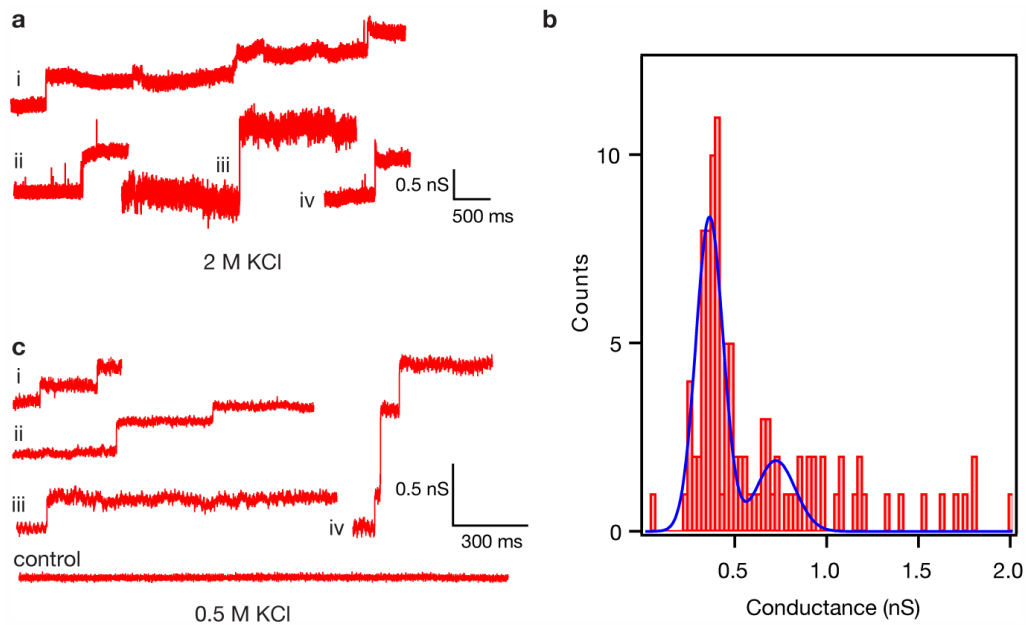 a
i
ii
iii
iv
0.5 nS
500 ms
2 M KCl
b
Counts
10
5
0
0.5
1.0
1.5
2.0
Conductance (nS)
c
i
ii
iii
iv
0.5 nS
300 ms
control
0.5 M KCl